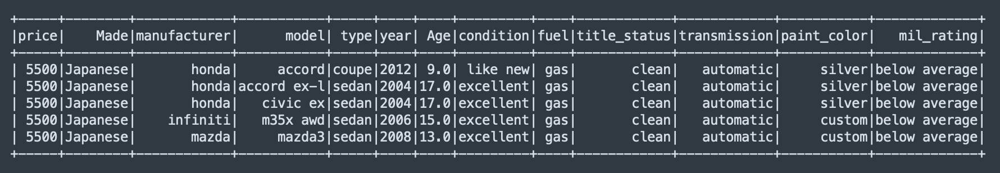 +-----+--------+------------+-----------+-----+----+----+---------+----+------------+------------+-----------+-------------+
|price|    Made|manufacturer|      model| type|year| Age|condition|fuel|title_status|transmission|paint_color|   mil_rating|
+-----+--------+------------+-----------+-----+----+----+---------+----+------------+------------+-----------+-------------+
| 5500|Japanese|       honda|     accord|coupe|2012| 9.0| like new| gas|       clean|   automatic|     silver|below average|
| 5500|Japanese|       honda|accord ex-l|sedan|2004|17.0|excellent| gas|       clean|   automatic|     silver|below average|
| 5500|Japanese|       honda|   civic ex|sedan|2004|17.0|excellent| gas|       clean|   automatic|     silver|below average|
| 5500|Japanese|    infiniti|   m35x awd|sedan|2006|15.0|excellent| gas|       clean|   automatic|     custom|below average|
| 5500|Japanese|       mazda|     mazda3|sedan|2008|13.0|excellent| gas|       clean|   automatic|     custom|below average|
+-----+--------+------------+-----------+-----+----+----+---------+----+------------+------------+-----------+-------------+